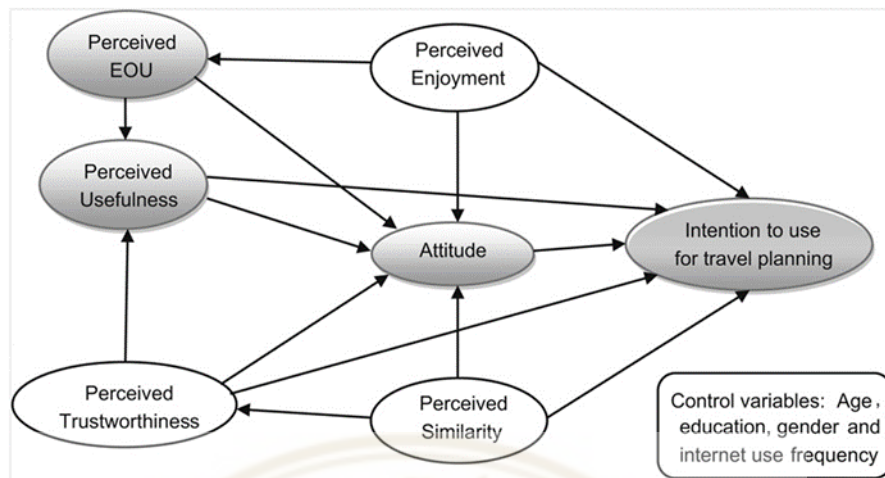 Perceived
EOU
Perceived
Enjoyment
Perceived
Usefulness
Attitude
Intention to use
for travel planning
Perceived
Trustworthiness
Perceived
Similarity
Control variables: Age,
education, gender and
internet use frequency